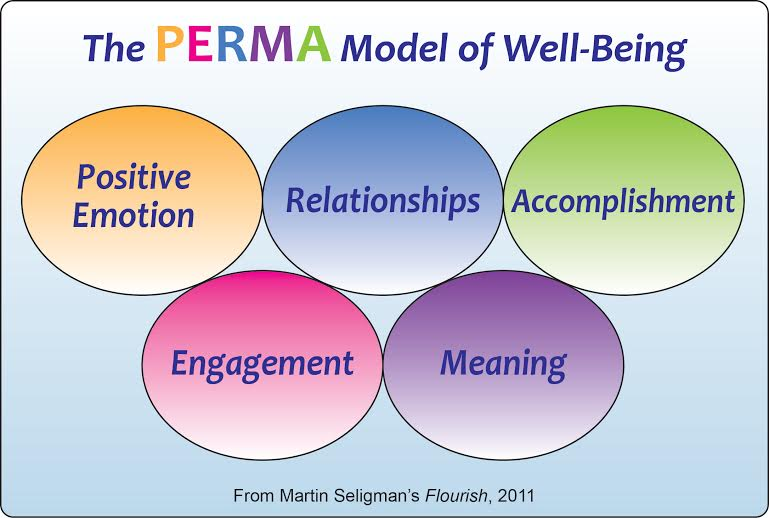 The PERMA Model of Well-Being
Positive
Emotion
Relationships
Accomplishment
Engagement
Meaning
From Martin Seligman's Flourish, 2011